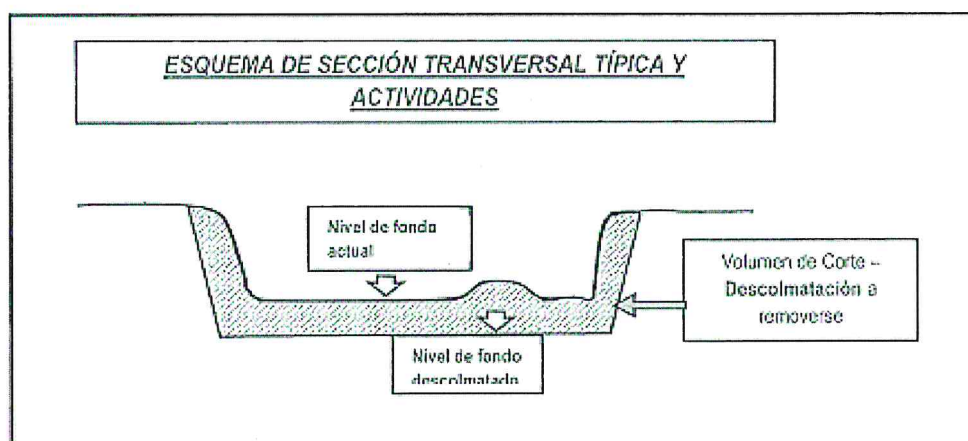 ESQUEMA DE SECCIÓN TRANSVERSAL TÍPICA Y
ACTIVIDADES
Nivel de fondo
actual
Volumen de Corte –
Descolmatación a
removerse
Nivel de fondo
descolmatado